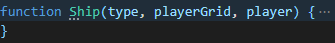 function Ship(type, playerGrid, player) {···
}